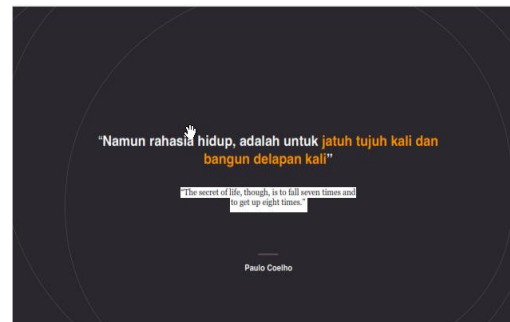 “Namun rahasia hidup, adalah untuk jatuh tujuh kali dan
bangun delapan kali”
“The secret of life, though, is to fall seven times and
to get up eight times.”
Paulo Coelho